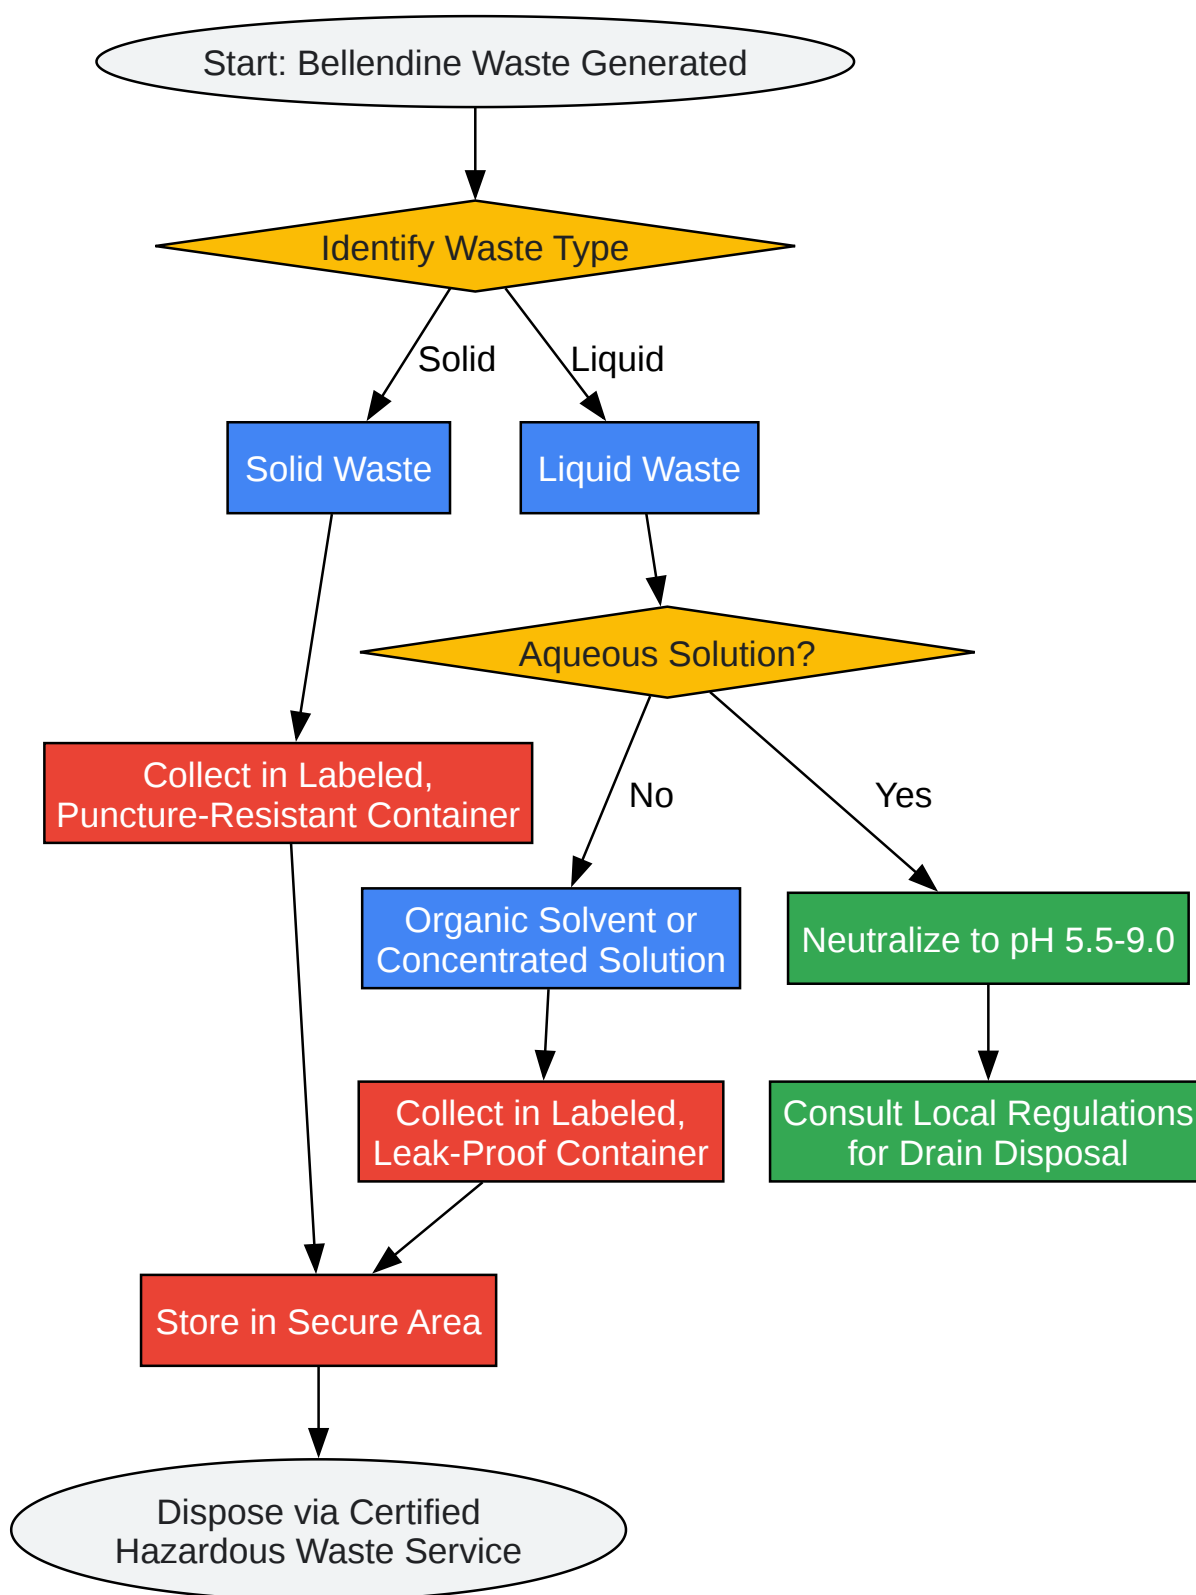 Start: Bellendine Waste Generated
Identify Waste Type
Solid
Liquid
Solid Waste
Liquid Waste
Aqueous Solution?
Collect in Labeled,
Puncture-Resistant Container
No
Yes
Organic Solvent or
Concentrated Solution
Neutralize to pH 5.5-9.0
Collect in Labeled,
Leak-Proof Container
Consult Local Regulations
for Drain Disposal
Store in Secure Area
Dispose via Certified
Hazardous Waste Service